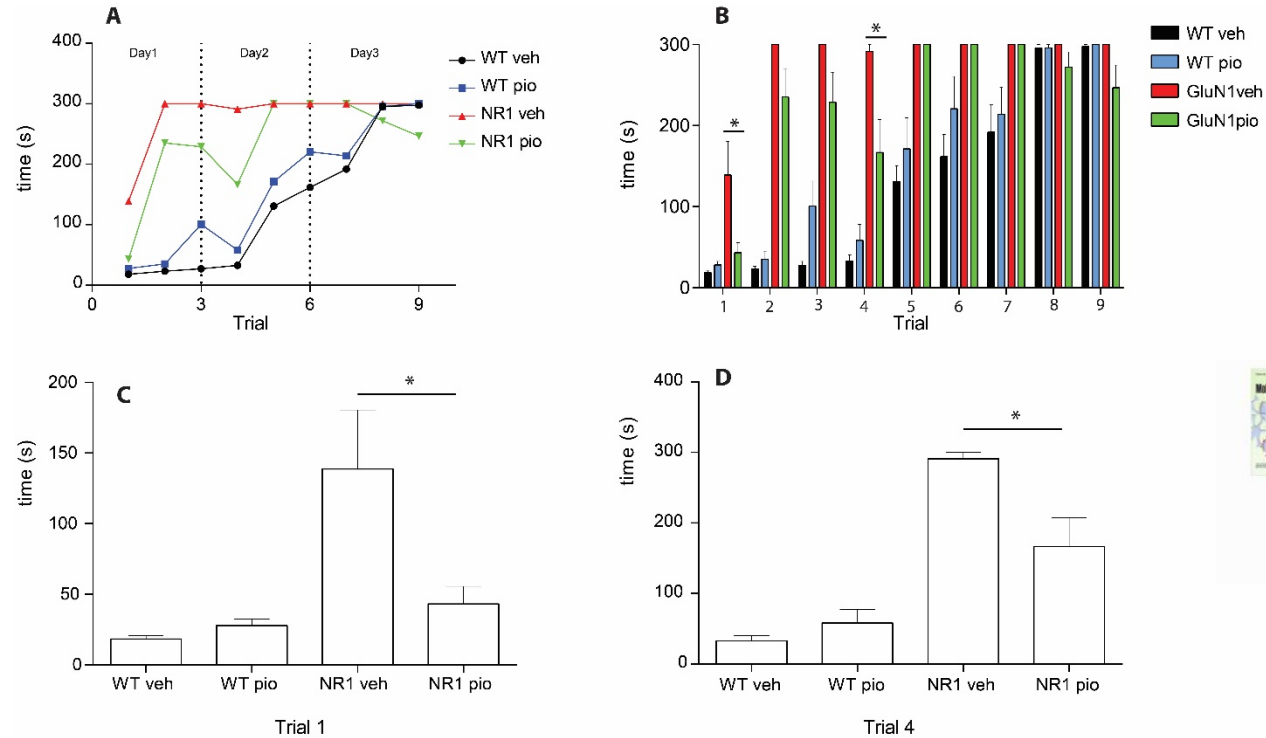 A
400
300
200
100
0
time (s)
Day1
Day2
Day3
0
3
6
9
Trial
WT veh
WT pio
NR1 veh
NR1 pio
B
*
*
300
200
100
0
time (s)
1
2
3
4
5
6
7
8
9
Trial
WT veh
WT pio
GluN1veh
GluN1pio
C
*
200
150
100
50
0
time (s)
WT veh
WT pio
NR1 veh
NR1 pio
Trial 1
D
*
400
300
200
100
0
time (s)
WT veh
WT pio
NR1 veh
NR1 pio
Trial 4